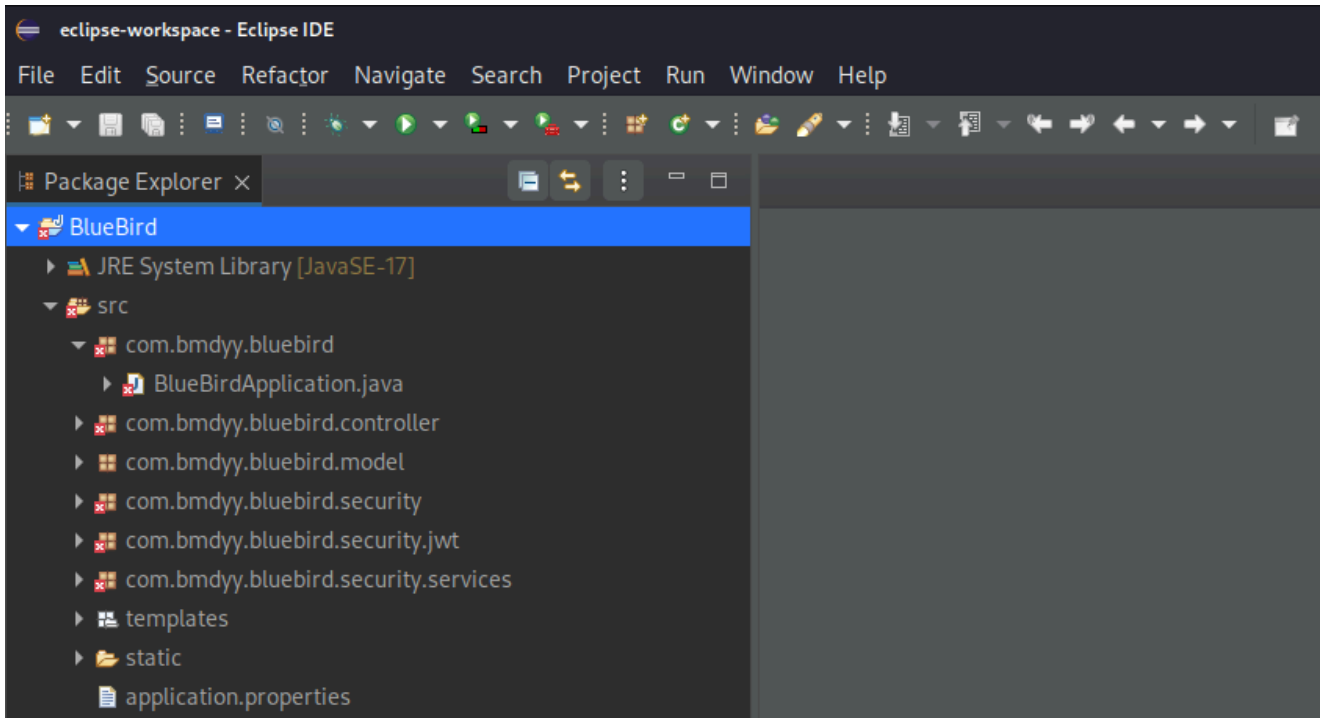 eclipse-workspace - Eclipse IDE
File Edit Source Refactor Navigate Search Project Run Window Help
Package Explorer
BlueBird
JRE System Library [JavaSE-17]
src
com.bmdyy.bluebird
BlueBirdApplication.java
com.bmdyy.bluebird.controller
com.bmdyy.bluebird.model
com.bmdyy.bluebird.security
com.bmdyy.bluebird.security.jwt
com.bmdyy.bluebird.security.services
templates
static
application.properties